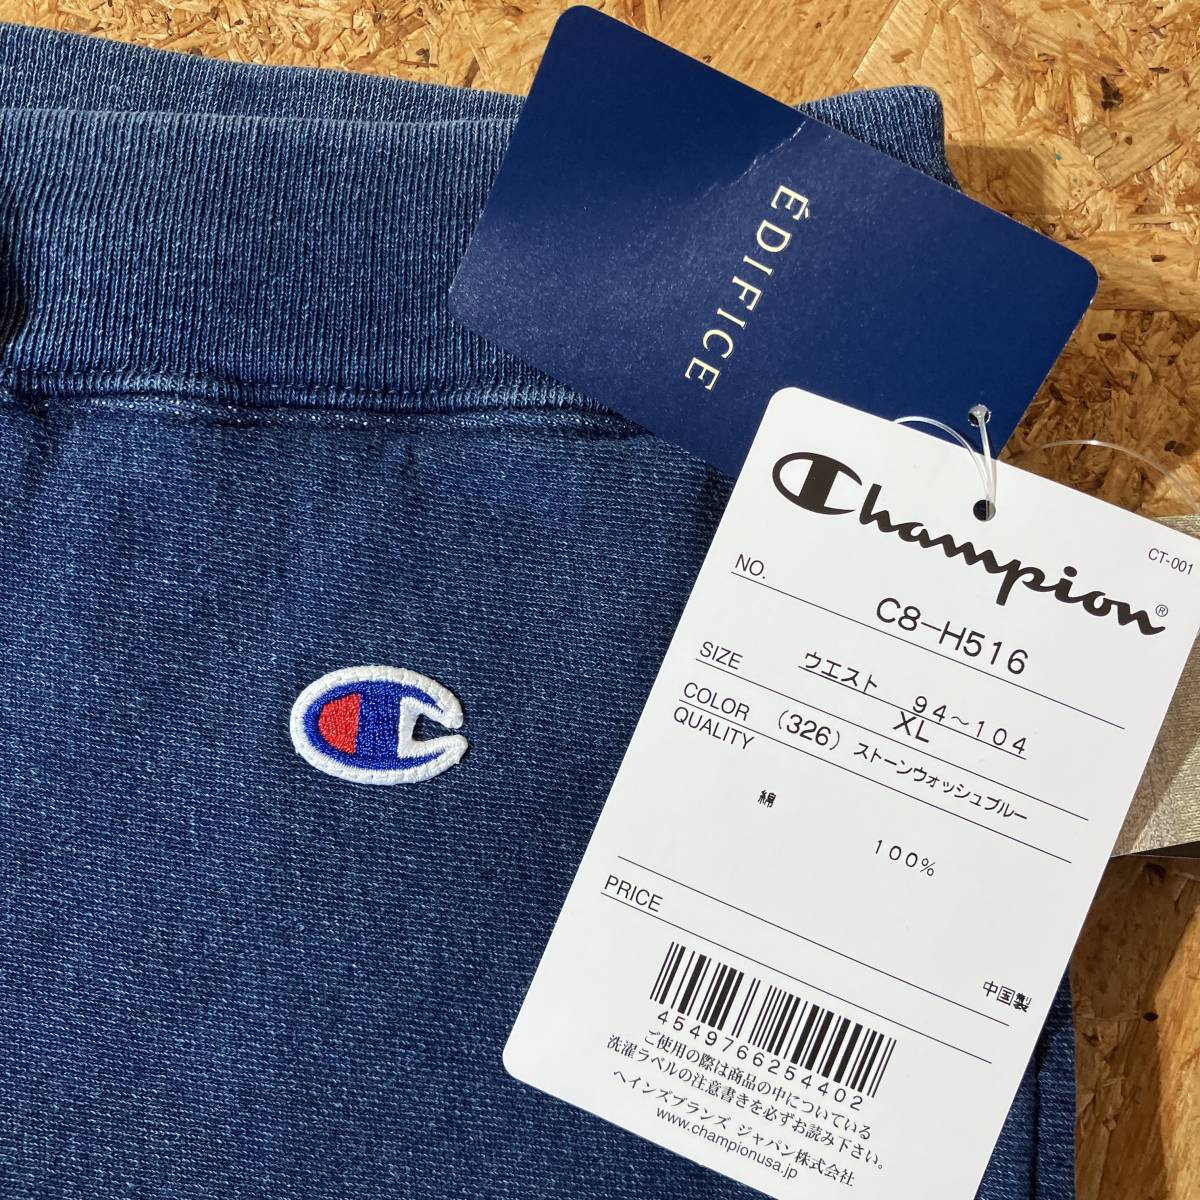 ÉDIFICE
Champion®
CT-001
NO.
C8-H516
SIZE
ウエスト 94～104
XL
COLOR
(326) ストーンウォッシュブルー
QUALITY
綿 100%
PRICE
中国製
4549766254402
ご使用の際は商品の中についている
洗濯ラベルの注意書きを必ずお読み下さい。
ヘインズブランズ ジャパン株式会社
www.championusa.jp